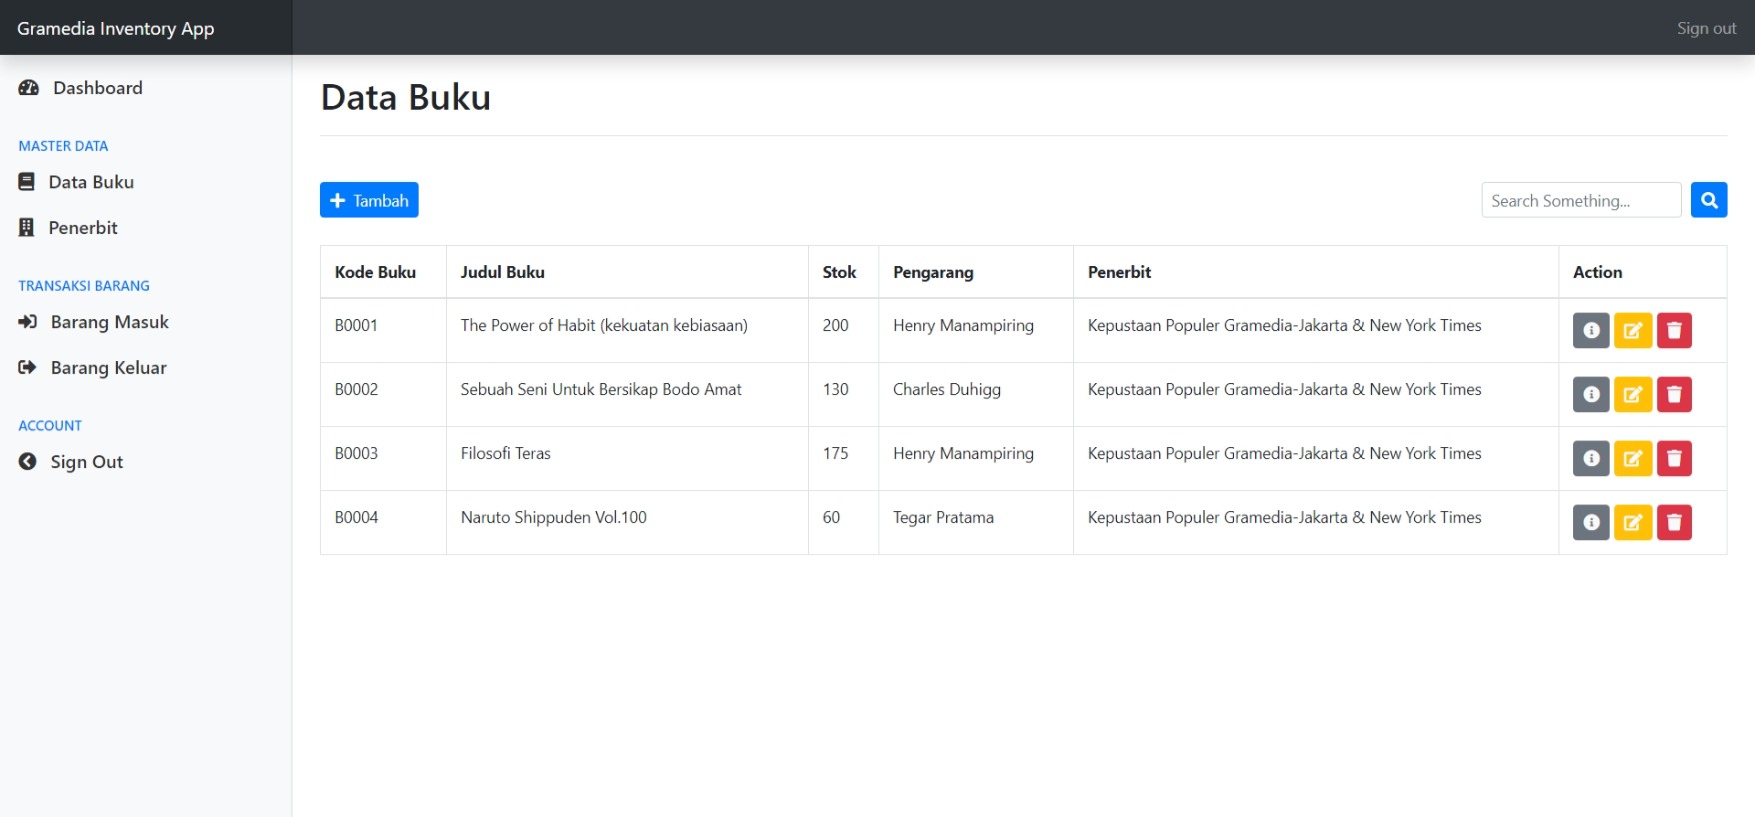 Gramedia Inventory App
Sign out
Dashboard
MASTER DATA
Data Buku
Penerbit
TRANSAKSI BARANG
Barang Masuk
Barang Keluar
ACCOUNT
Sign Out
Data Buku
Tambah
Search Something...
Kode Buku Judul Buku Stok Pengarang Penerbit Action
B0001 The Power of Habit (kekuatan kebiasaan) 200 Henry Manampiring Kepustaan Populer Gramedia-Jakarta & New York Times
B0002 Sebuah Seni Untuk Bersikap Bodo Amat 130 Charles Duhigg Kepustaan Populer Gramedia-Jakarta & New York Times
B0003 Filosofi Teras 175 Henry Manampiring Kepustaan Populer Gramedia-Jakarta & New York Times
B0004 Naruto Shippuden Vol.100 60 Tegar Pratama Kepustaan Populer Gramedia-Jakarta & New York Times